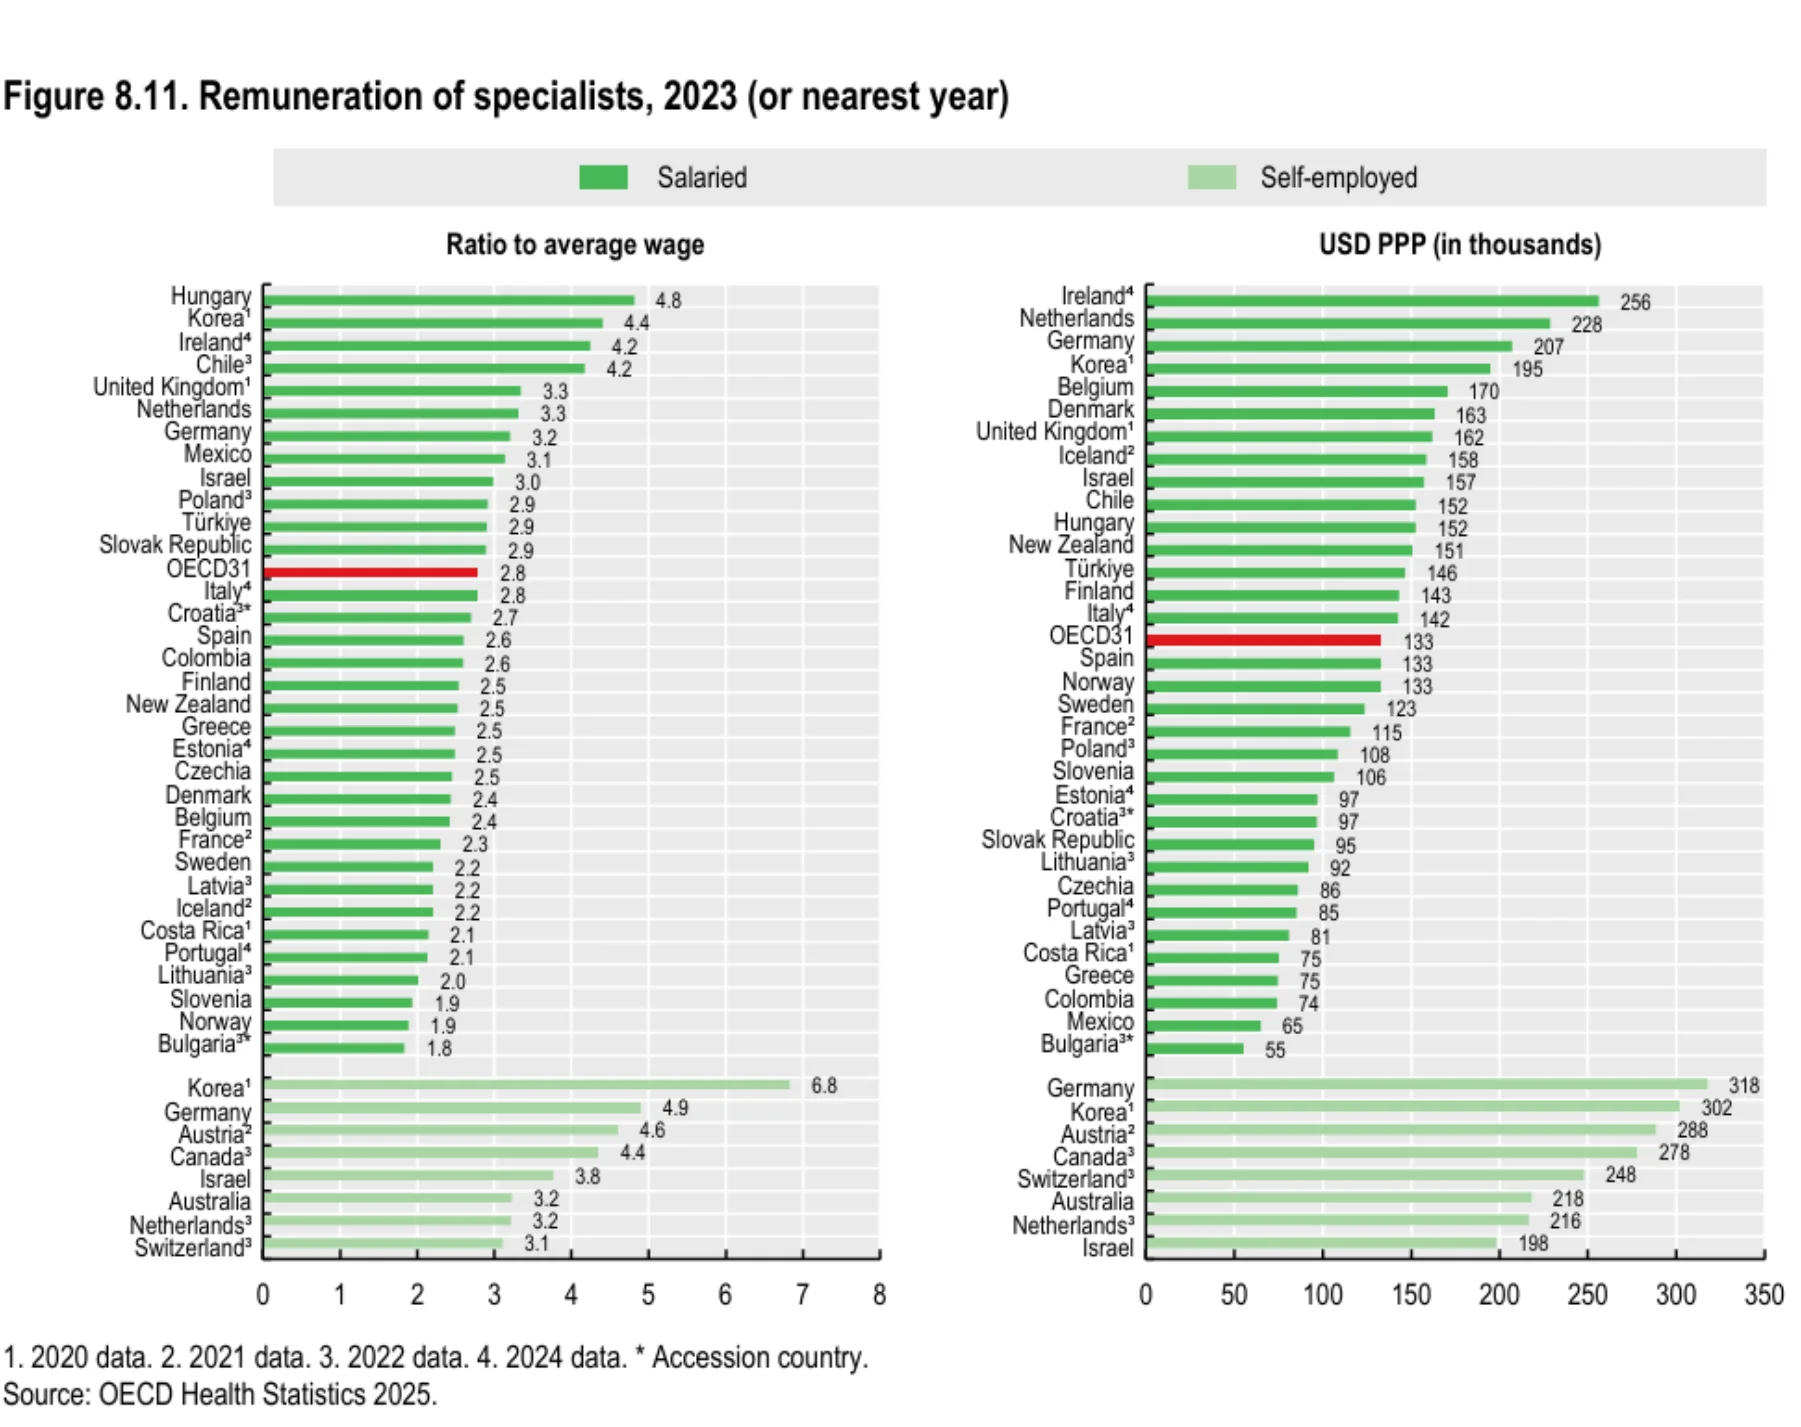 Figure 8.11. Remuneration of specialists, 2023 (or nearest year)
Salaried
Self-employed
Ratio to average wage
Hungary 4.8
Korea¹ 4.4
Ireland⁴ 4.2
Chile³ 4.2
United Kingdom¹ 3.3
Netherlands 3.3
Germany 3.2
Mexico 3.1
Israel 3.0
Poland³ 2.9
Türkiye 2.9
Slovak Republic 2.9
OECD31 2.8
Italy⁴ 2.8
Croatia³* 2.7
Spain 2.6
Colombia 2.6
Finland 2.5
New Zealand 2.5
Greece 2.5
Estonia⁴ 2.5
Czechia 2.5
Denmark 2.4
Belgium 2.4
France² 2.3
Sweden 2.2
Latvia³ 2.2
Iceland² 2.2
Costa Rica¹ 2.1
Portugal⁴ 2.1
Lithuania³ 2.0
Slovenia 1.9
Norway 1.9
Bulgaria³* 1.8
Korea¹ 6.8
Germany 4.9
Austria² 4.6
Canada³ 4.4
Israel 3.8
Australia 3.2
Netherlands³ 3.2
Switzerland³ 3.1
0 1 2 3 4 5 6 7 8
USD PPP (in thousands)
Ireland⁴ 256
Netherlands 228
Germany 207
Korea¹ 195
Belgium 170
Denmark 163
United Kingdom¹ 162
Iceland² 158
Israel 157
Chile 152
Hungary 152
New Zealand 151
Türkiye 146
Finland 143
Italy⁴ 142
OECD31 133
Spain 133
Norway 133
Sweden 123
France² 115
Poland³ 108
Slovenia 106
Estonia⁴ 97
Croatia³* 97
Slovak Republic 95
Lithuania³ 92
Czechia 86
Portugal⁴ 85
Latvia³ 81
Costa Rica¹ 75
Greece 75
Colombia 74
Mexico 65
Bulgaria³* 55
Germany 318
Korea¹ 302
Austria² 288
Canada³ 278
Switzerland³ 248
Australia 218
Netherlands³ 216
Israel 198
0 50 100 150 200 250 300 350
1. 2020 data. 2. 2021 data. 3. 2022 data. 4. 2024 data. * Accession country.
Source: OECD Health Statistics 2025.